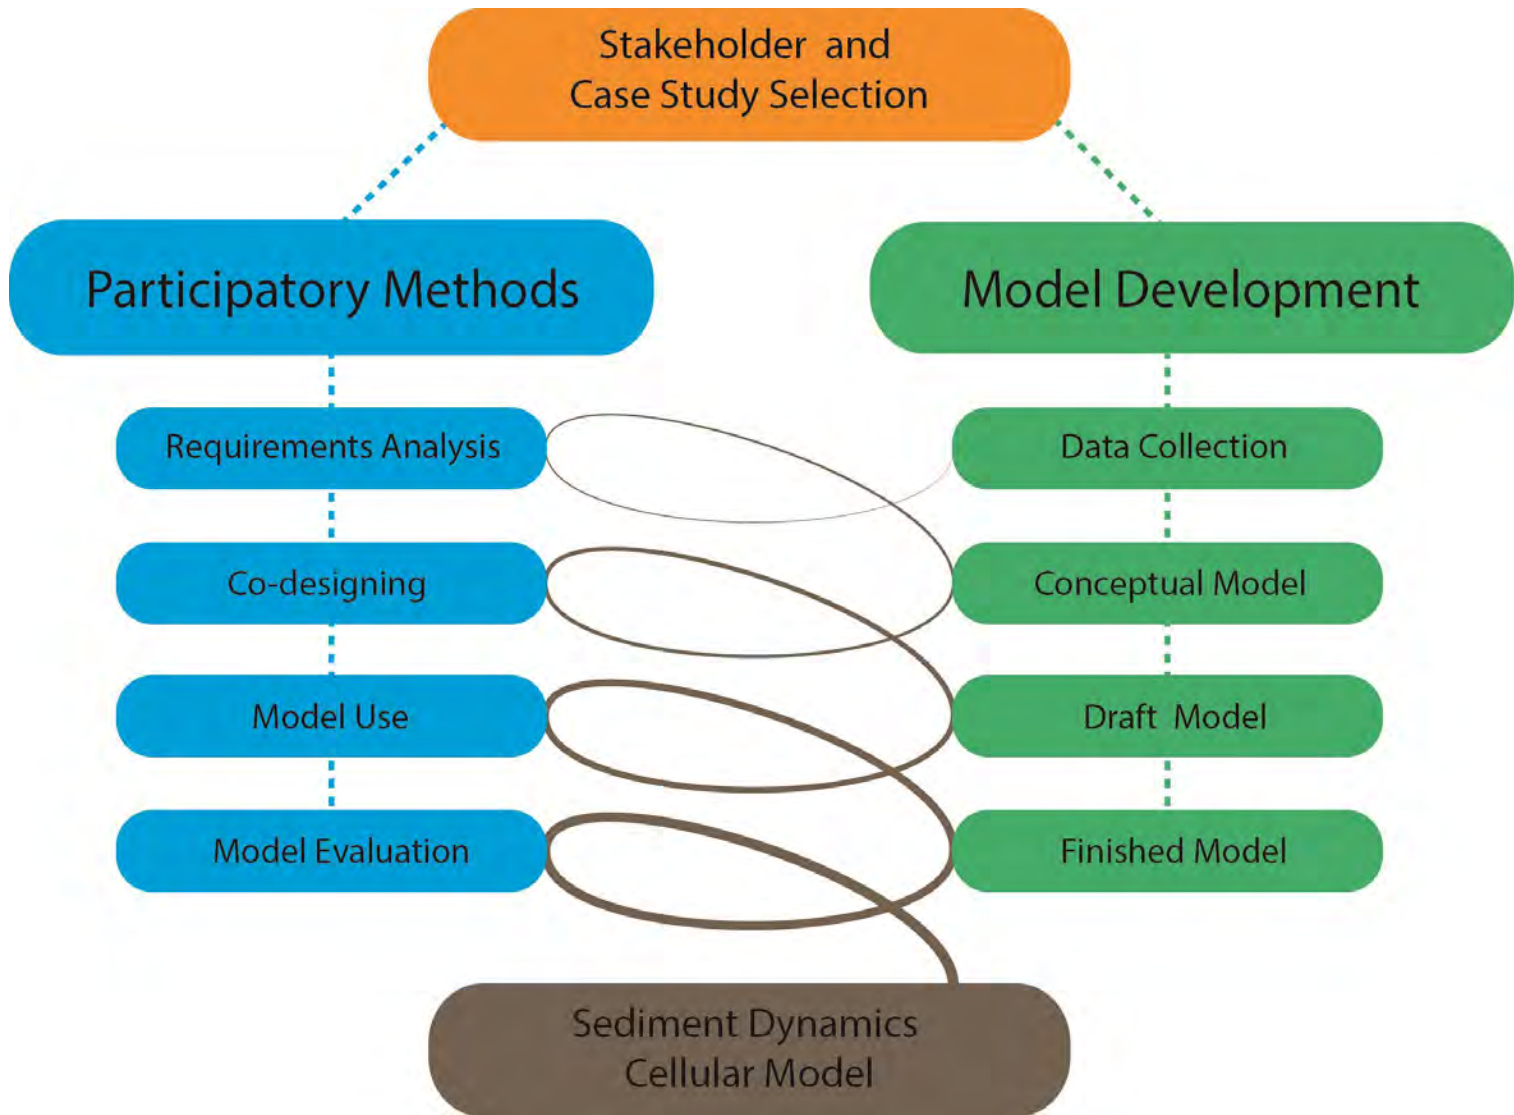 Stakeholder and
Case Study Selection
Participatory Methods
Model Development
Requirements Analysis
Data Collection
Co-designing
Conceptual Model
Model Use
Draft Model
Model Evaluation
Finished Model
Sediment Dynamics
Cellular Model